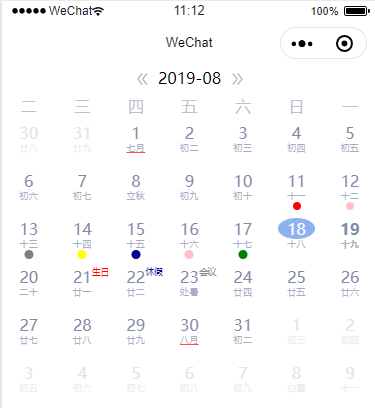 WeChat 11:12 100%
WeChat
2019-08
二 三 四 五 六 日 一
30 31 1 2 3 4 5
廿八 廿九 七月 初二 初三 初四 初五
6 7 8 9 10 11 12
初六 初七 立秋 初九 初十 十一 十二
13 14 15 16 17 18 19
十三 十四 十五 十六 十七 十八 十九
20 21 生日 22 休假 23 会议 24 25 26
二十 廿一 廿二 处暑 廿四 廿五 廿六
27 28 29 30 31 1 2
廿七 廿八 廿九 八月 初二 初三 初四
3 4 5 6 7 8 9
初五 初六 初七 初八 初九 白露 十一